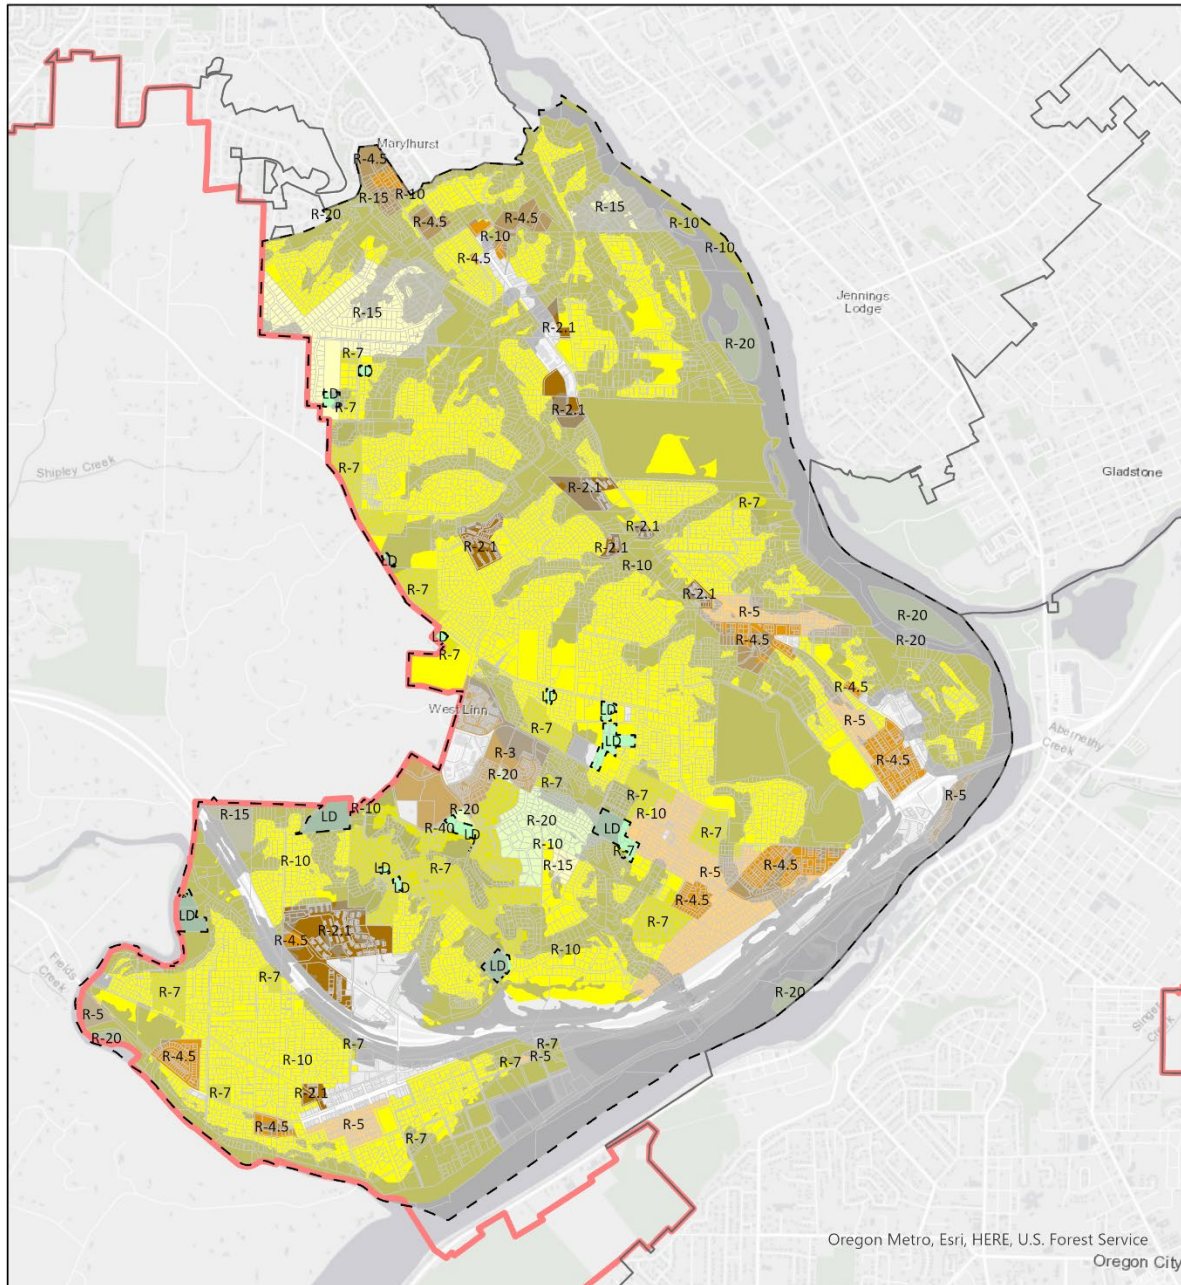 Marylhurst
R-4.5
R-10
R-15
R-20
R-4.5
R-4.5
R-10
R-4.5
R-15
R-10
R-10
Jennings
Lodge
R-15
R-2.1
R-20
R-7
LD
LD
R-7
R-2.1
Shipley Creek
R-7
Gladstone
R-2.1
R-7
R-2.1
R-2.1
R-2.1
R-10
LD
R-7
R-2.1
R-5
R-20
R-4.5
R-20
LD
R-7
R-4.5
LD
West Linn
LD
R-5
R-7
LD
Abernethy
Creek
R-3
R-4.5
R-20
R-7
R-5
R-7
R-10
R-15
LD
R-20
R-20
R-10
R-40
LD
LD
R-7
R-10
R-10
R-7
R-15
R-4.5
LD
R-7
R-5
LD
R-4.5
LD
R-2.1
R-7
R-4.5
R-10
LD
Fields
Creek
R-7
R-7
R-20
R-5
R-20
R-7
R-7
R-4.5
R-10
R-7
R-5
R-7
R-2.1
R-4.5
R-5
R-7
Creek
Oregon Metro, Esri, HERE, U.S. Forest Service
Oregon City